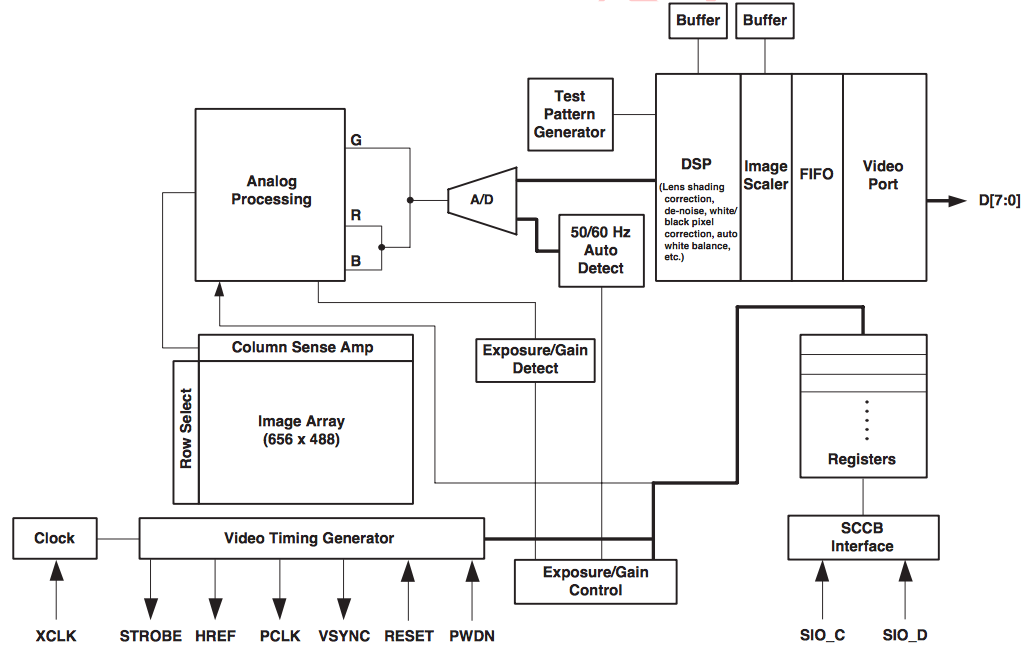 Buffer
Buffer
Test
Pattern
Generator
DSP
(Lens shading
correction,
de-noise, white/
black pixel
correction, auto
white balance,
etc.)
Image
Scaler
FIFO
Video
Port
D[7:0]
Analog
Processing
G
R
B
A/D
50/60 Hz
Auto
Detect
Column Sense Amp
Row Select
Image Array
(656 x 488)
Exposure/Gain
Detect
Registers
Clock
Video Timing Generator
Exposure/Gain
Control
SCCB
Interface
XCLK
STROBE
HREF
PCLK
VSYNC
RESET
PWDN
SIO_C
SIO_D